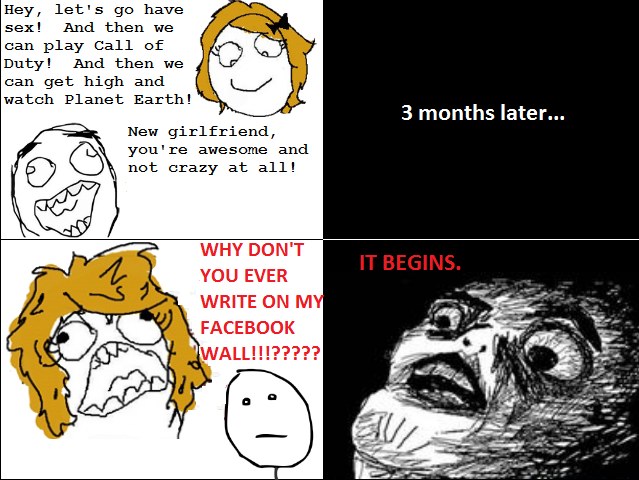 Hey, let's go have
sex! And then we
can play Call of
Duty! And then we
can get high and
watch Planet Earth!
New girlfriend,
you're awesome and
not crazy at all!
3 months later...
WHY DON'T
YOU EVER
WRITE ON MY
FACEBOOK
WALL!!!?????
IT BEGINS.